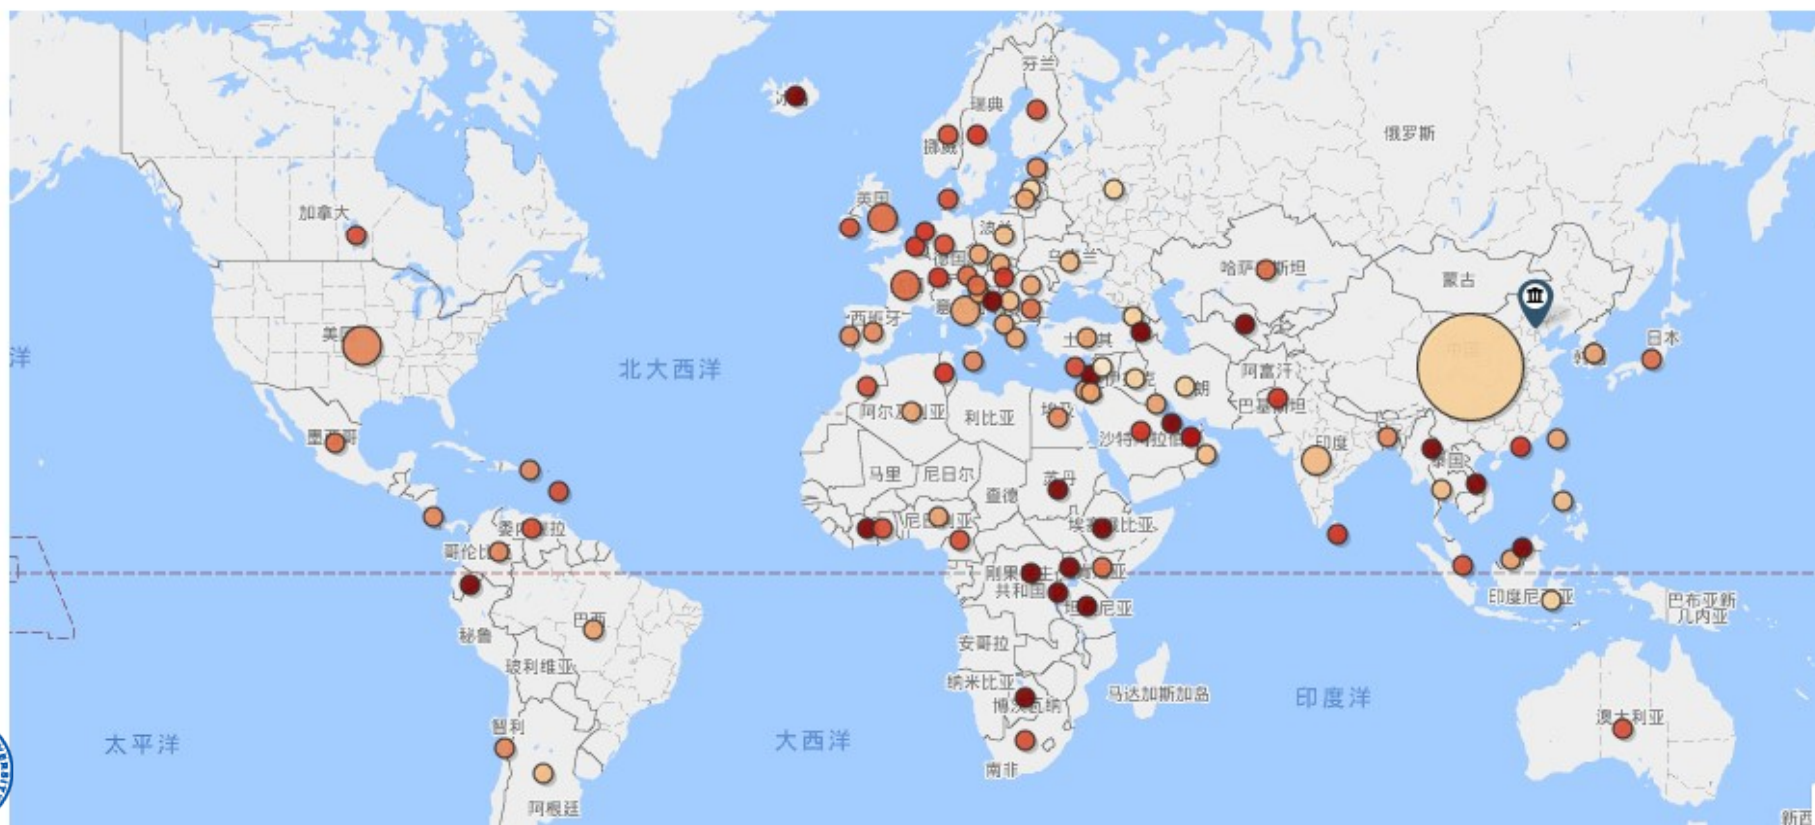 芬兰
瑞典
俄罗斯
挪威
英国
加拿大
波兰
德国
乌克兰
哈萨克斯坦
蒙古
西班牙
土耳其
美国
日本
洋
北大西洋
阿富汗
伊拉克
阿尔及利亚
利比亚
埃及
巴基斯坦
沙特阿拉伯
印度
墨西哥
马里
尼日尔
乍得
苏丹
泰国
尼日利亚
埃塞俄比亚
委内瑞拉
哥伦比亚
刚果民主
共和国
坦桑尼亚
印度尼西亚
巴布亚新
几内亚
巴西
秘鲁
安哥拉
玻利维亚
纳米比亚
博茨瓦纳
马达加斯加岛
印度洋
智利
澳大利亚
太平洋
大西洋
南非
阿根廷
新西